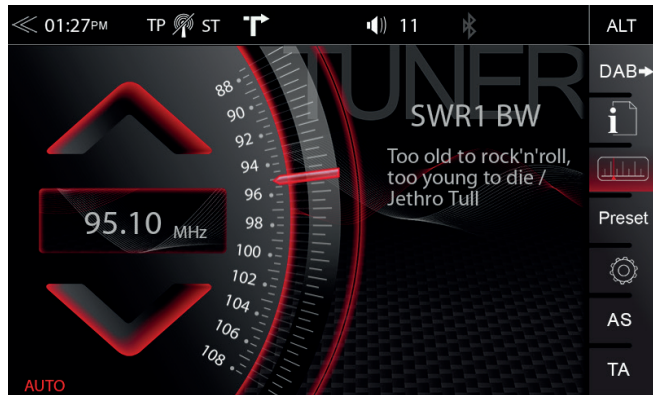 01:27PM TP ST 11 ALT
TUNER
DAB
i
88
90
92
94
96
98
100
102
104
106
108
SWR1 BW
Too old to rock'n'roll,
too young to die /
Jethro Tull
95.10 MHz
Preset
AS
TA
AUTO